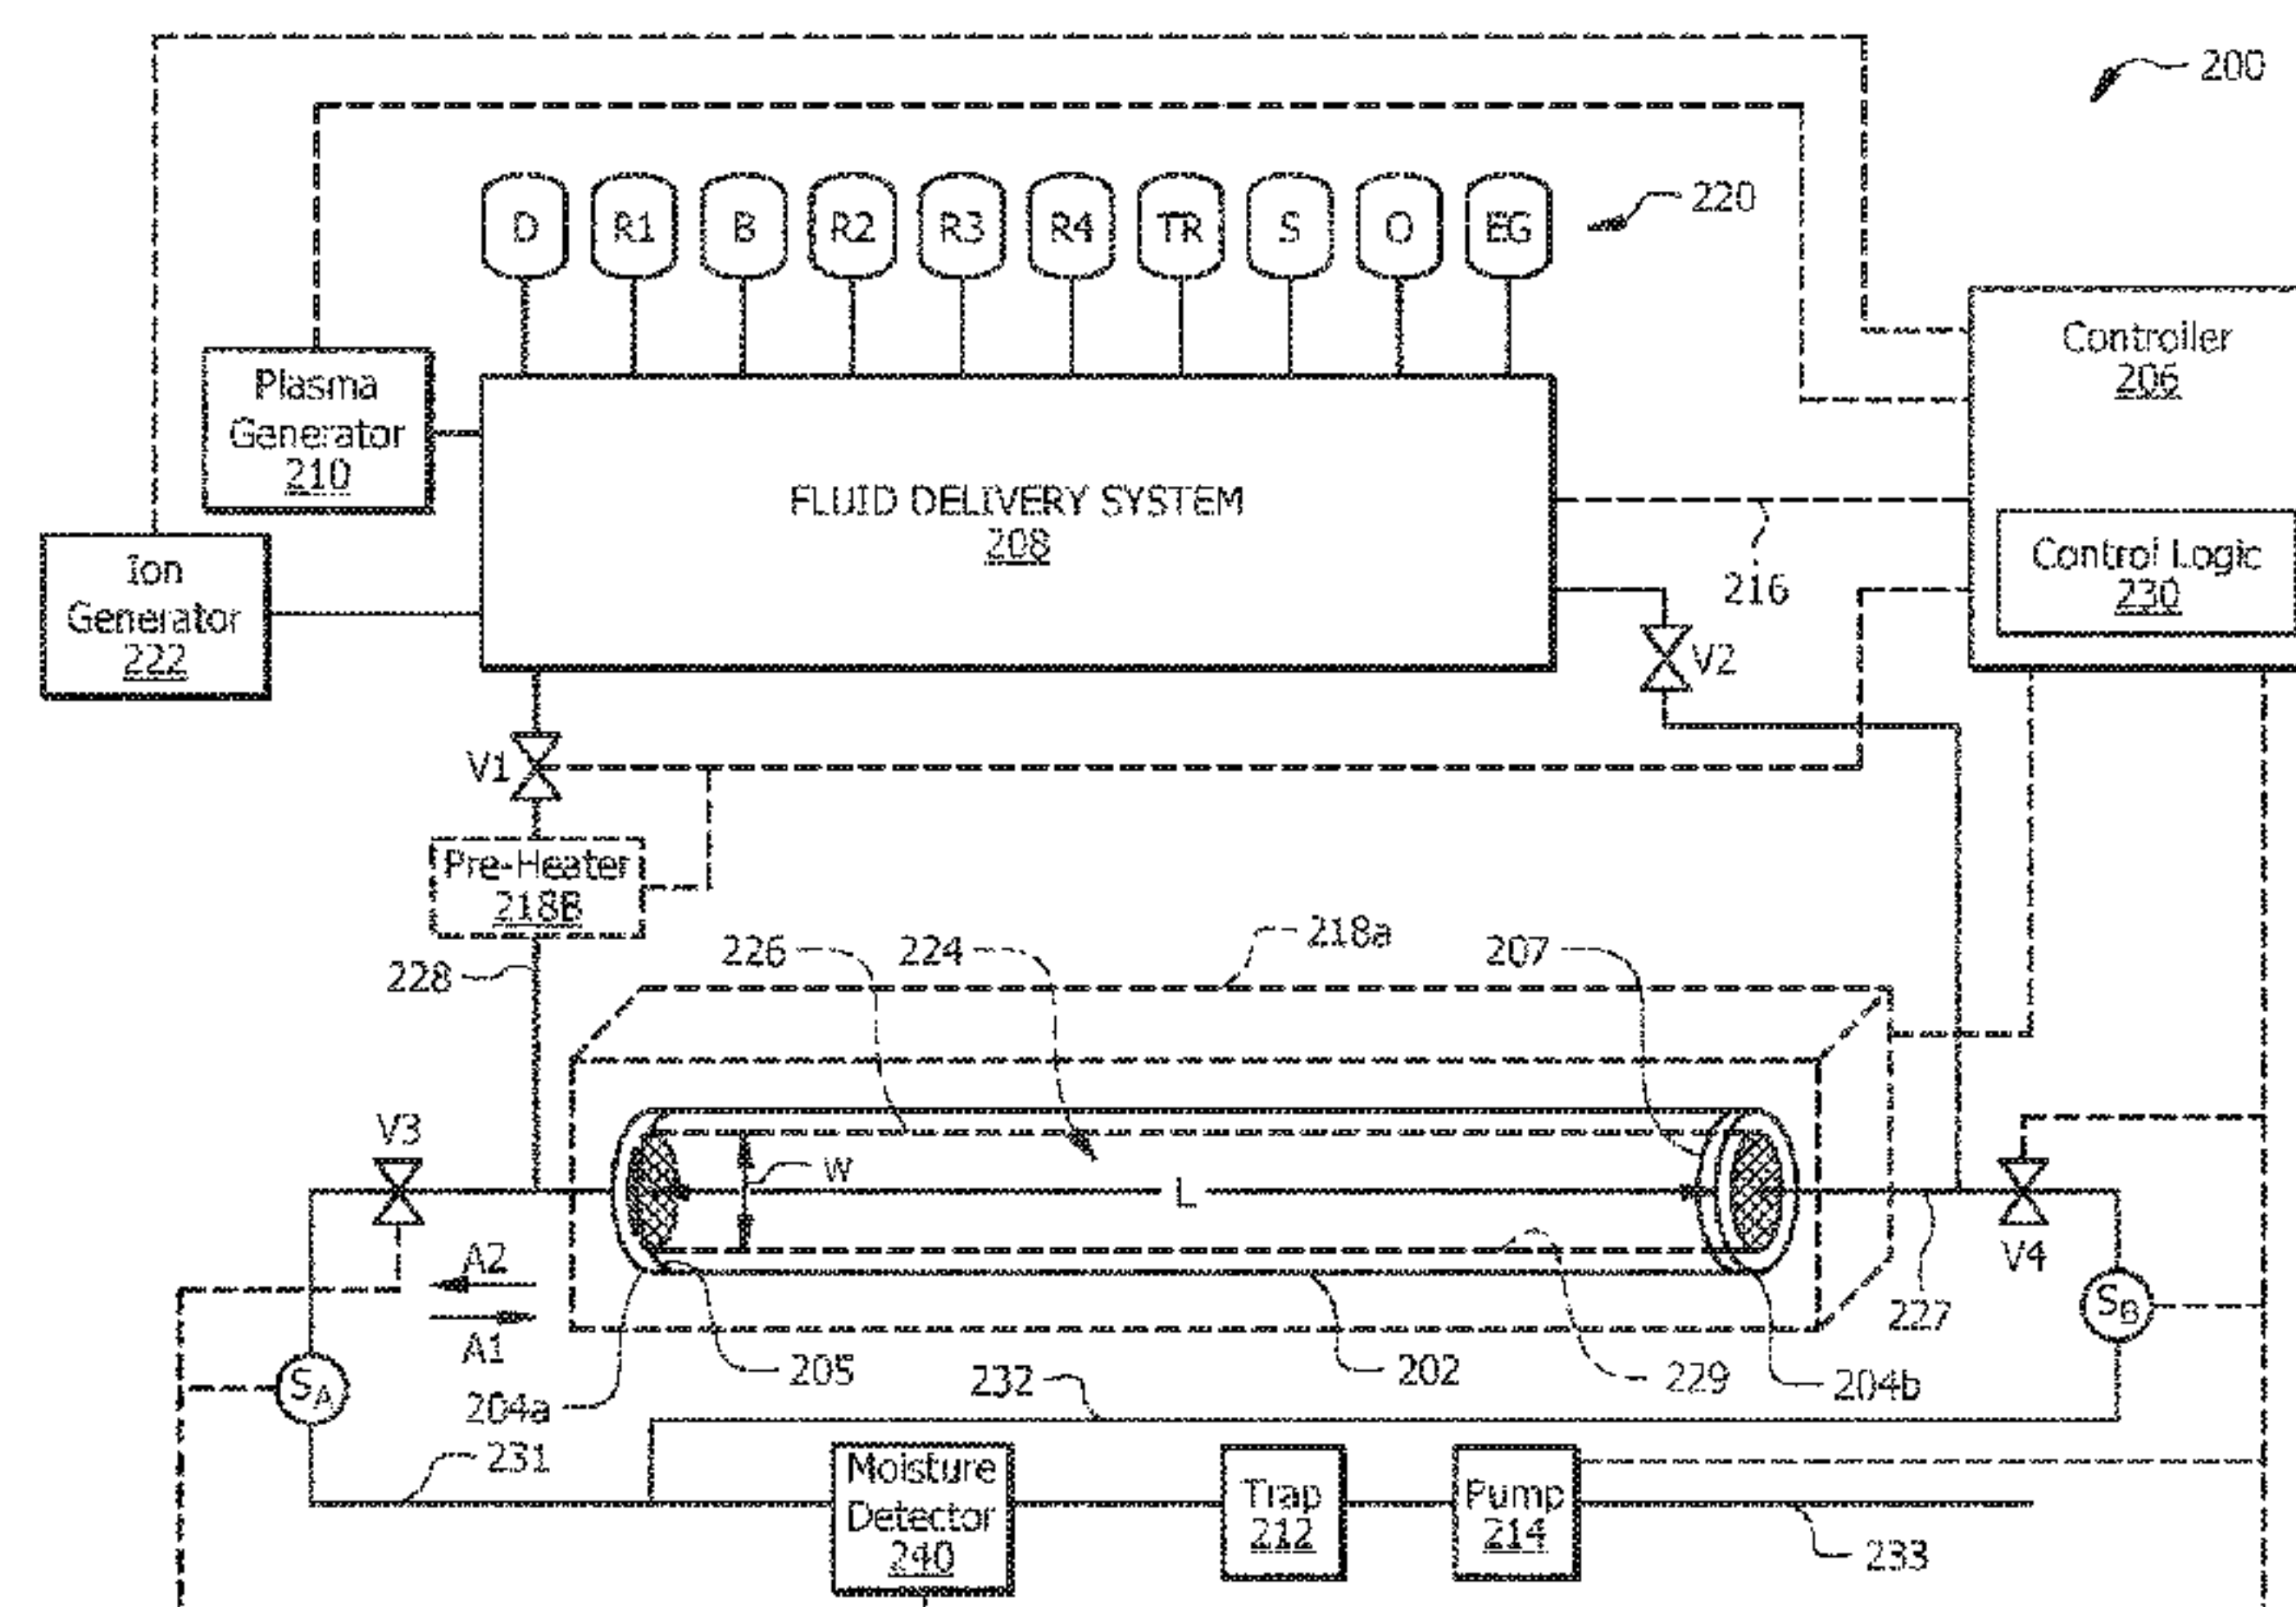 200
D R1 B R2 R3 R4 TR S O EG
220
Plasma
Generator
210
Ion
Generator
222
FLUID DELIVERY SYSTEM
208
216
Controller
206
Control Logic
230
V2
V1
Pre-Heater
218B
228
226
224
218a
207
V3
W
L
V4
A2
A1
SA
SB
227
204a
205
202
229
204b
232
231
Moisture
Detector
240
Trap
212
Pump
214
233